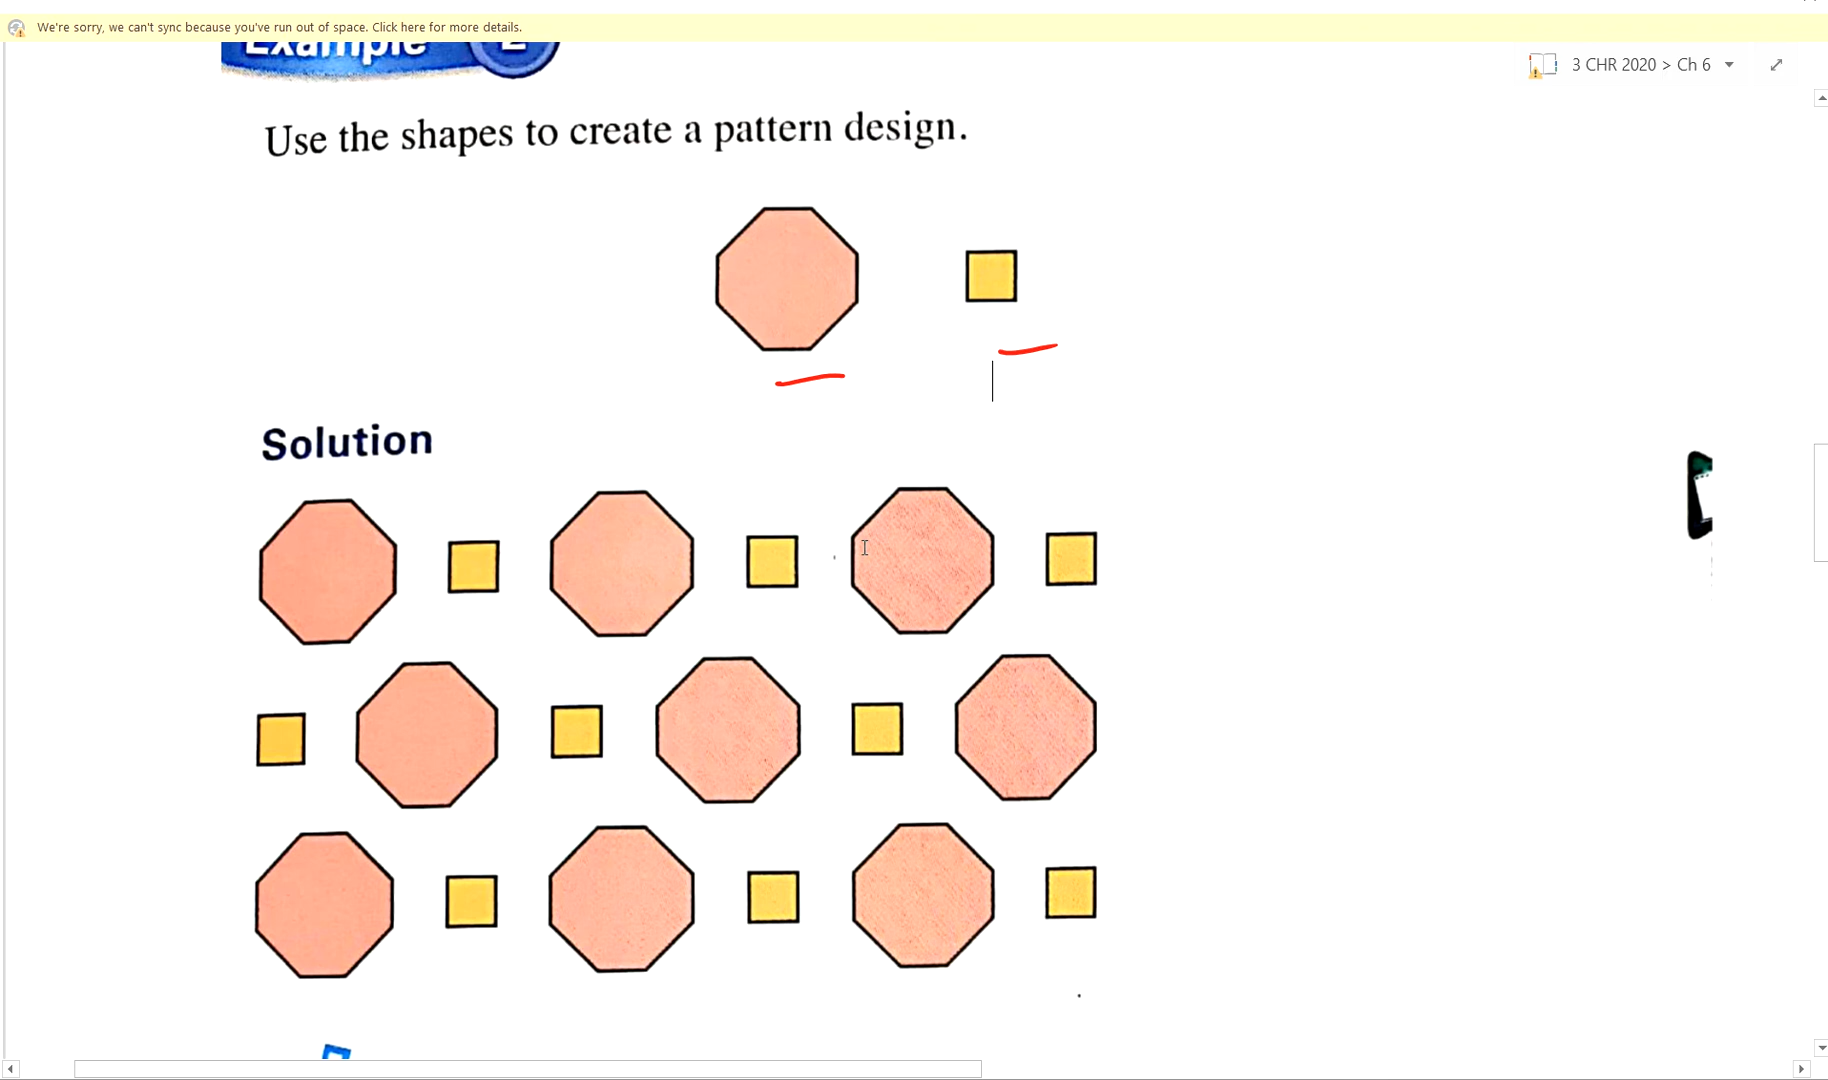 We're sorry, we can't sync because you've run out of space. Click here for more details.
Example 2
3 CHR 2020 > Ch 6
Use the shapes to create a pattern design.
Solution